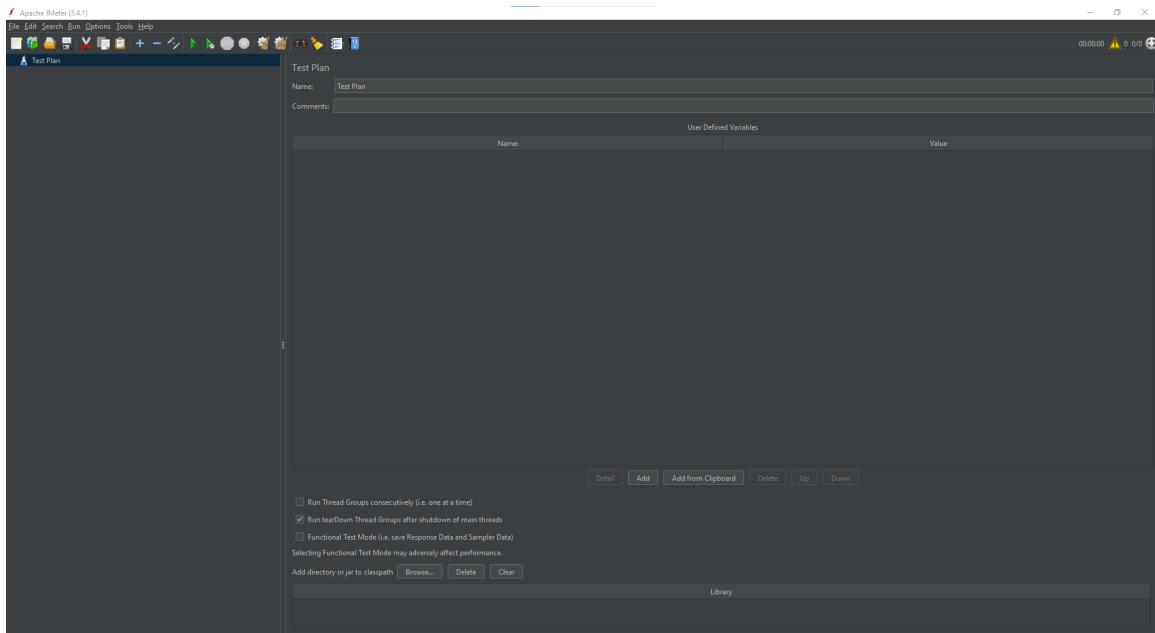 Apache JMeter (5.4.1)
File Edit Search Run Options Tools Help
00:00:00 0 0/0
Test Plan
Test Plan
Name: Test Plan
Comments:
User Defined Variables
Name: Value
Detail Add Add from Clipboard Delete Up Down
Run Thread Groups consecutively (i.e. one at a time)
Run tearDown Thread Groups after shutdown of main threads
Functional Test Mode (i.e. save Response Data and Sampler Data)
Selecting Functional Test Mode may adversely affect performance.
Add directory or jar to classpath Browse... Delete Clear
Library